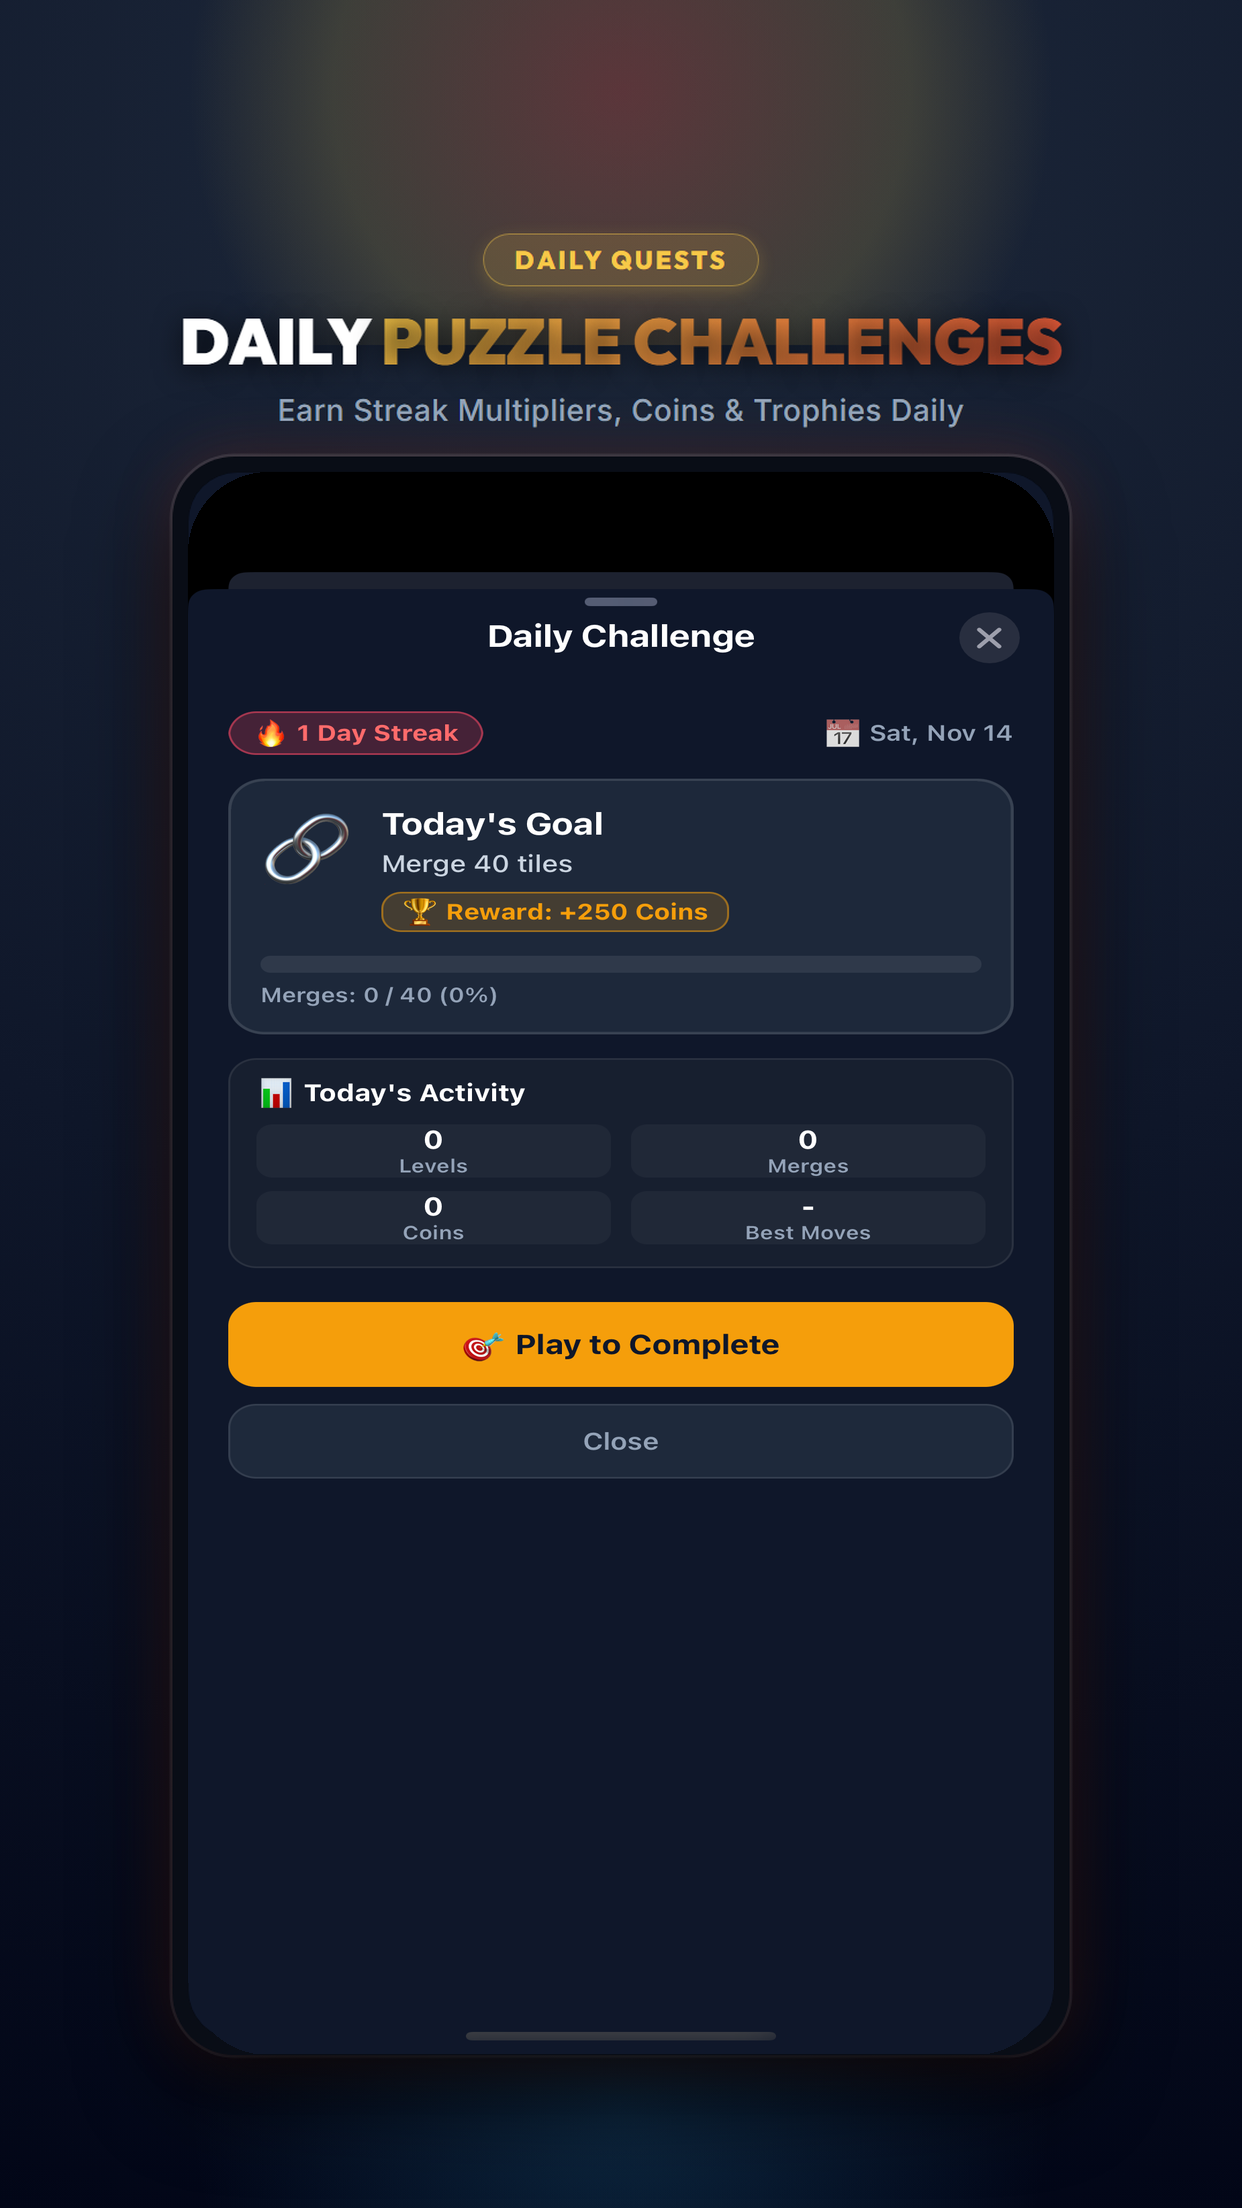 DAILY QUESTS
DAILY PUZZLE CHALLENGES
Earn Streak Multipliers, Coins & Trophies Daily
Daily Challenge
🔥 1 Day Streak
📅 Sat, Nov 14
Today's Goal
Merge 40 tiles
🏆 Reward: +250 Coins
Merges: 0 / 40 (0%)
📊 Today's Activity
0
Levels
0
Merges
0
Coins
-
Best Moves
🎯 Play to Complete
Close